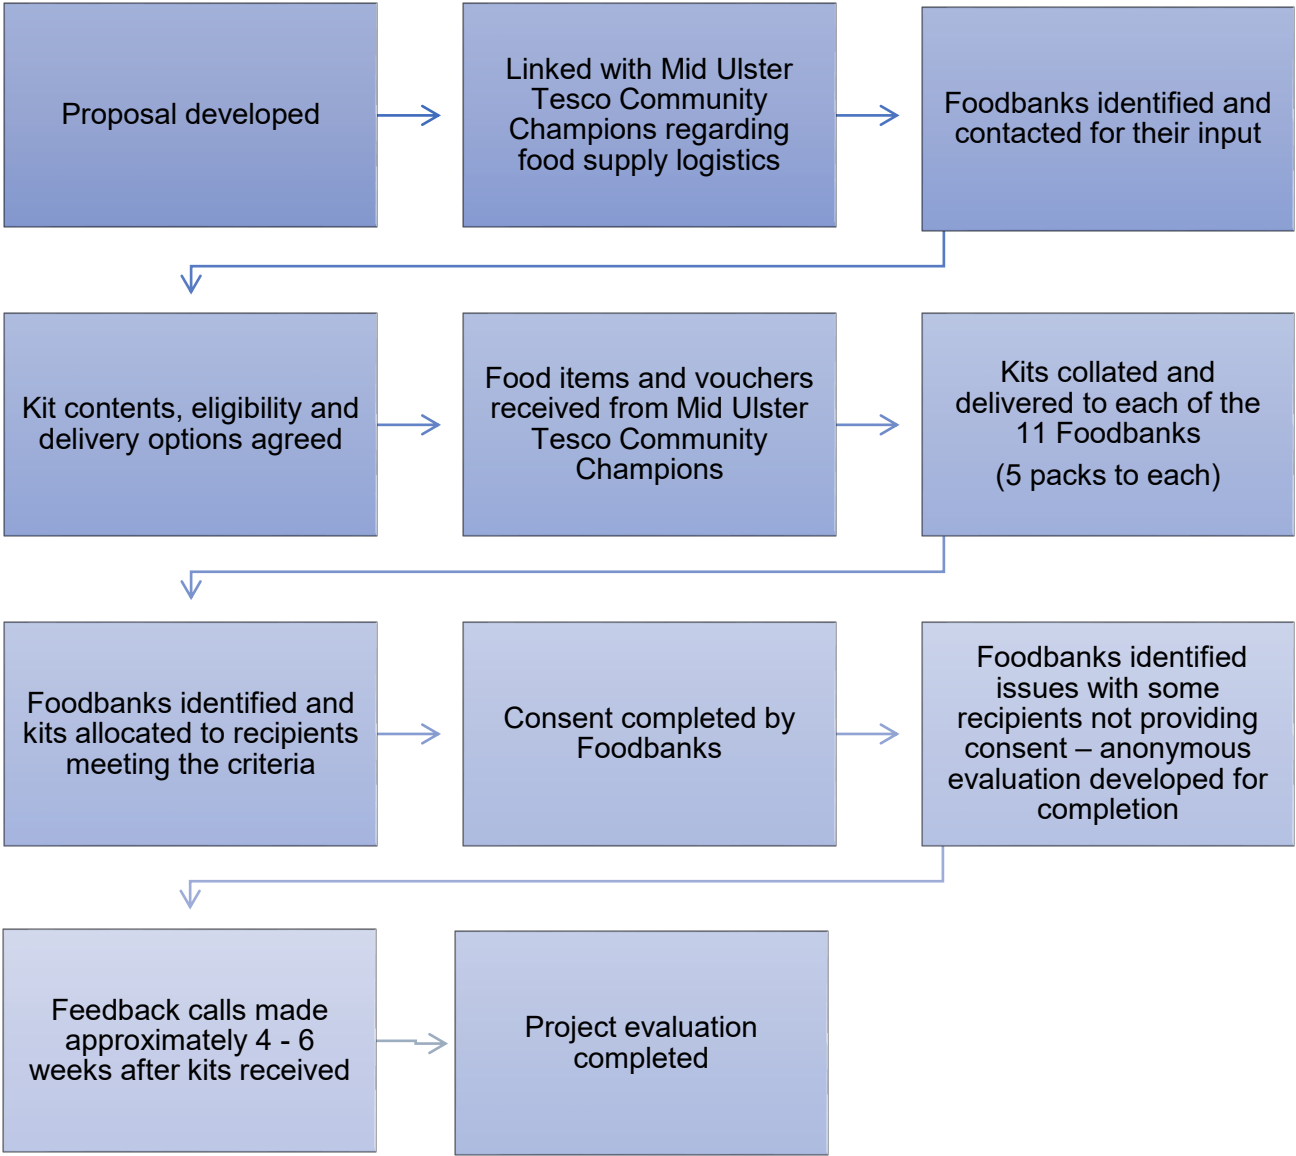 Proposal developed
Linked with Mid Ulster
Tesco Community
Champions regarding
food supply logistics
Foodbanks identified and
contacted for their input
Kit contents, eligibility and
delivery options agreed
Food items and vouchers
received from Mid Ulster
Tesco Community
Champions
Kits collated and
delivered to each of the
11 Foodbanks
(5 packs to each)
Foodbanks identified and
kits allocated to recipients
meeting the criteria
Consent completed by
Foodbanks
Foodbanks identified
issues with some
recipients not providing
consent – anonymous
evaluation developed for
completion
Feedback calls made
approximately 4 - 6
weeks after kits received
Project evaluation
completed